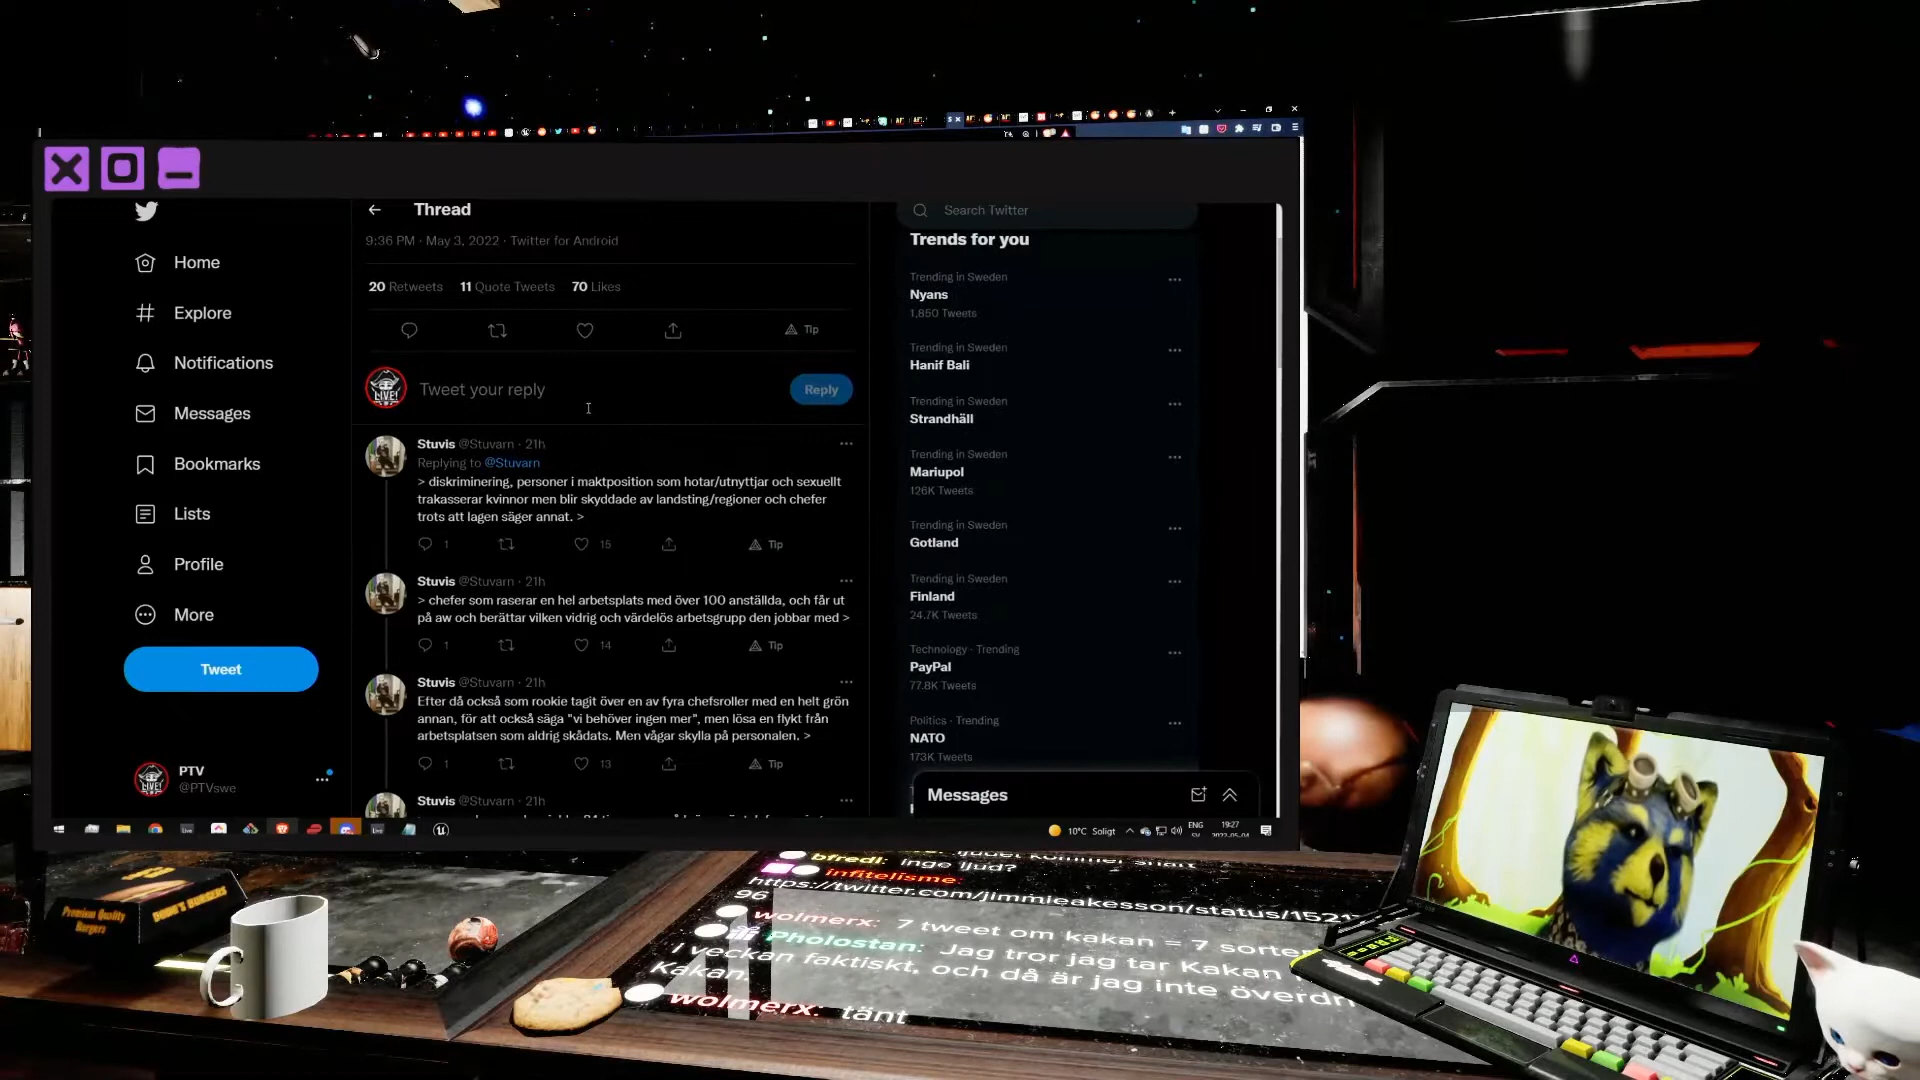 Thread
Search Twitter
9:36 PM · May 3, 2022 · Twitter for Android
20 Retweets 11 Quote Tweets 70 Likes
Tip
Tweet your reply
Reply
Stuvis @Stuvarn · 21h
Replying to @Stuvarn
> diskriminering, personer i maktposition som hotar/utnyttjar och sexuellt
trakasserar kvinnor men blir skyddade av landsting/regioner och chefer
trots att lagen säger annat. >
1 15 Tip
Stuvis @Stuvarn · 21h
> chefer som raserar en hel arbetsplats med över 100 anställda, och får ut
på aw och berättar vilken vidrig och värdelös arbetsgrupp den jobbar med >
1 14 Tip
Stuvis @Stuvarn · 21h
Efter då också som rookie tagit över en av fyra chefsroller med en helt grön
annan, för att också säga "vi behöver ingen mer", men lösa en flykt från
arbetsplatsen som aldrig skådats. Men vågar skylla på personalen. >
1 13 Tip
Stuvis @Stuvarn · 21h
Home
Explore
Notifications
Messages
Bookmarks
Lists
Profile
More
Tweet
PTV
@PTVswe
Trends for you
Trending in Sweden
Nyans
1,850 Tweets
Trending in Sweden
Hanif Bali
Trending in Sweden
Strandhäll
Trending in Sweden
Mariupol
126K Tweets
Trending in Sweden
Gotland
Trending in Sweden
Finland
24.7K Tweets
Technology · Trending
PayPal
77.8K Tweets
Politics · Trending
NATO
173K Tweets
Messages
10°C Soligt
ENG
19:27
2022-05-04
LIVE!
Premium Quality
Burgers
bfredl: inge ljud?
infitelisme:
https://twitter.com/jimmieakesson/status/1521
96
wolmerx: 7 tweet om kakan = 7 sorter
Pholostan: Jag tror jag tar Kakan
i veckan faktiskt, och då är jag inte överdri
Kakan.
wolmerx: tänt